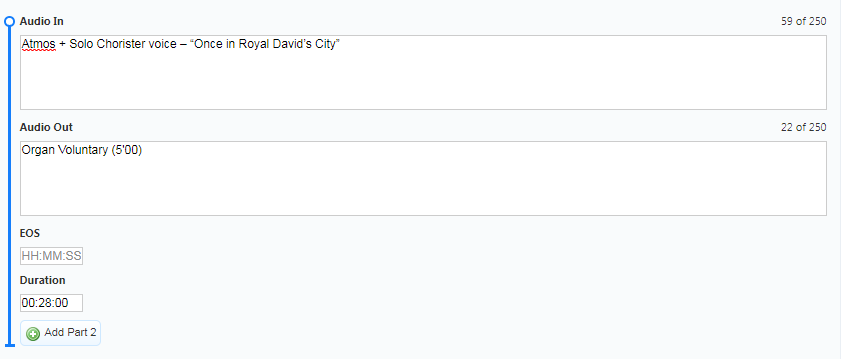 Audio In 59 of 250
Atmos + Solo Chorister voice – “Once in Royal David’s City”
Audio Out 22 of 250
Organ Voluntary (5'00)
EOS
HH:MM:SS
Duration
00:28:00
Add Part 2